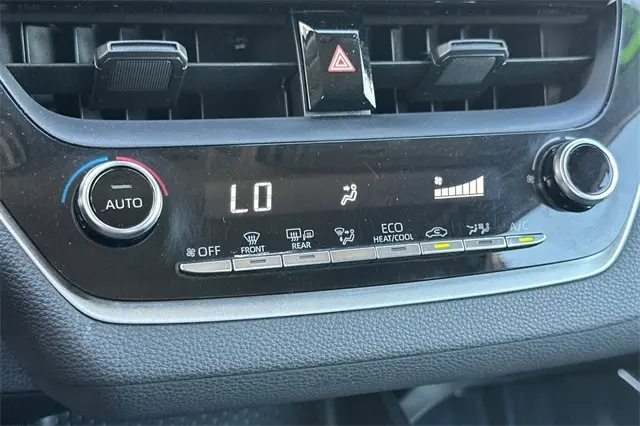 AUTO
LO
OFF
FRONT
REAR
ECO
HEAT/COOL
A/C